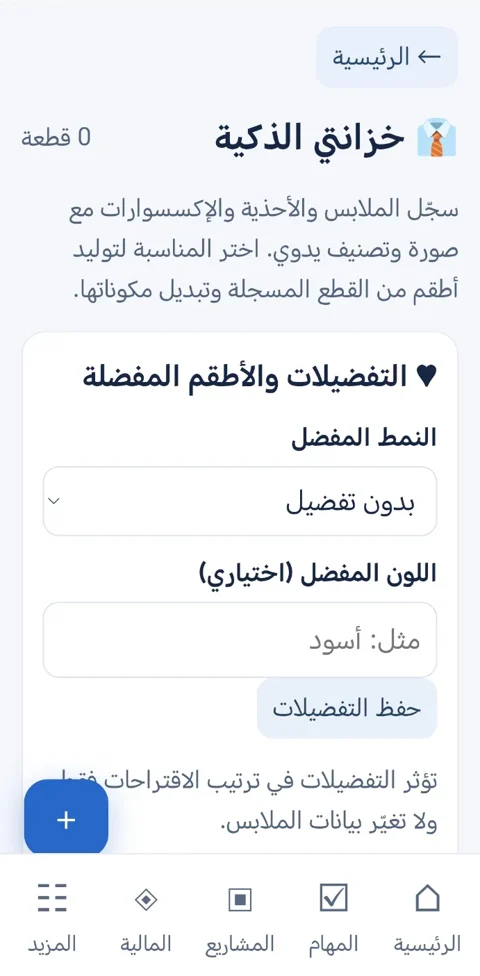 ← الرئيسية
خزانتي الذكية
0 قطعة
سجّل الملابس والأحذية والإكسسوارات مع
صورة وتصنيف يدوي. اختر المناسبة لتوليد
أطقم من القطع المسجلة وتبديل مكوناتها.
♥ التفضيلات والأطقم المفضلة
النمط المفضل
بدون تفضيل
اللون المفضل (اختياري)
مثل: أسود
حفظ التفضيلات
تؤثر التفضيلات في ترتيب الاقتراحات فقط
ولا تغيّر بيانات الملابس.
+
الرئيسية
المهام
المشاريع
المالية
المزيد